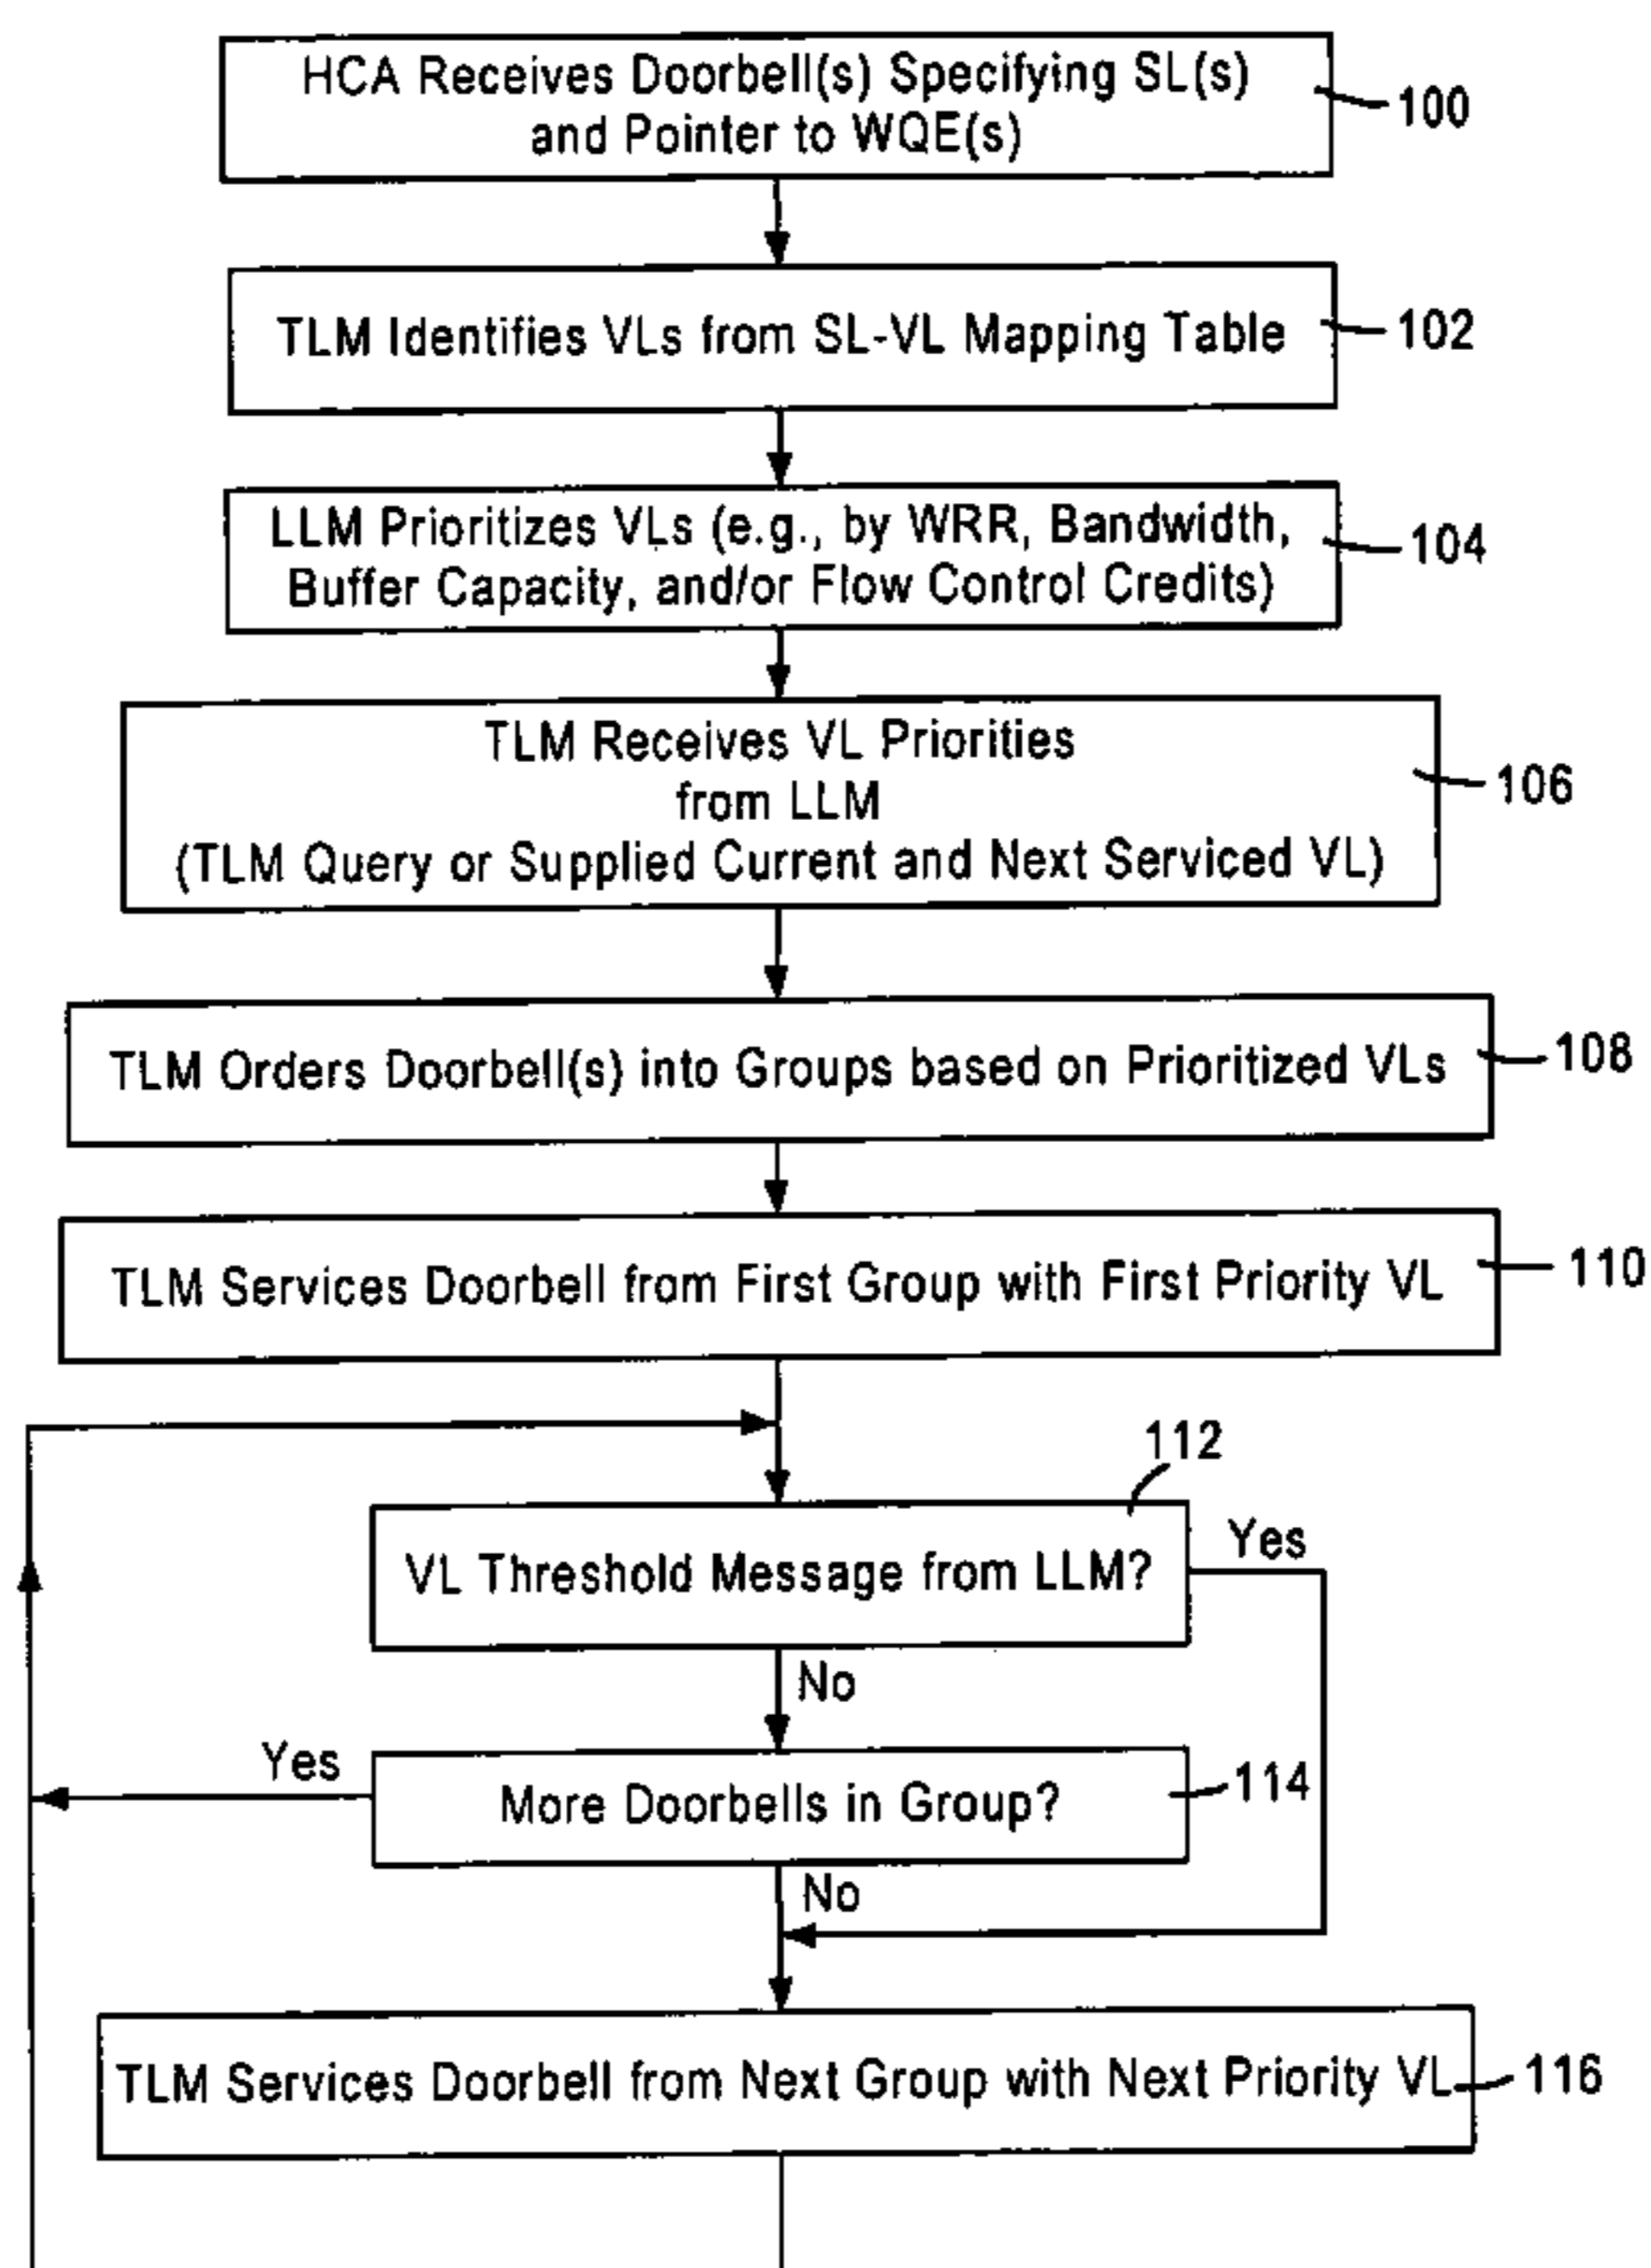 HCA Receives Doorbell(s) Specifying SL(s)
and Pointer to WQE(s)
100
TLM Identifies VLs from SL-VL Mapping Table
102
LLM Prioritizes VLs (e.g., by WRR, Bandwidth,
Buffer Capacity, and/or Flow Control Credits)
104
TLM Receives VL Priorities
from LLM
(TLM Query or Supplied Current and Next Serviced VL)
106
TLM Orders Doorbell(s) into Groups based on Prioritized VLs
108
TLM Services Doorbell from First Group with First Priority VL
110
112
VL Threshold Message from LLM?
Yes
No
Yes
More Doorbells in Group?
114
No
TLM Services Doorbell from Next Group with Next Priority VL
116